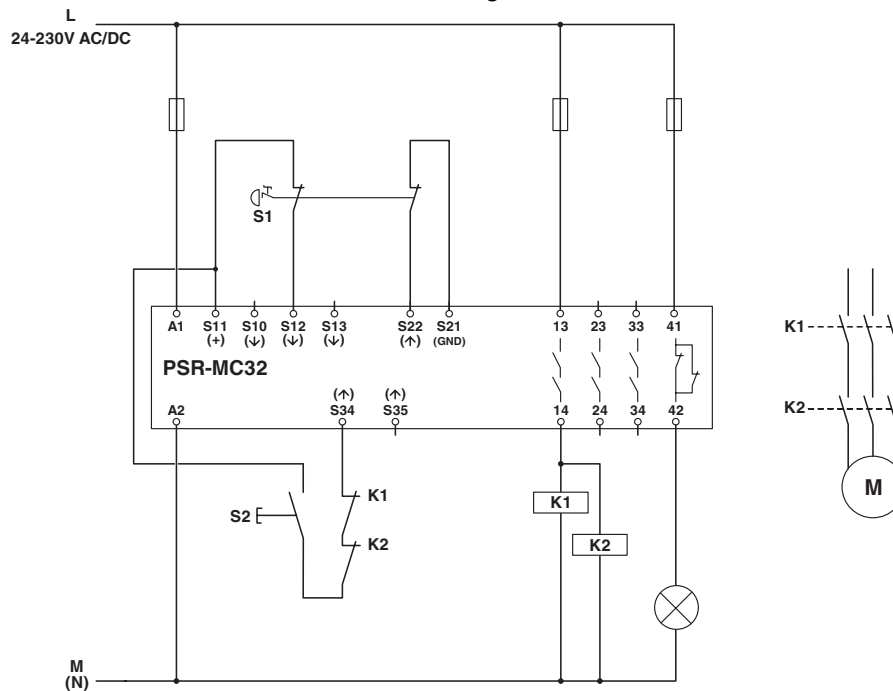 L
24-230V AC/DC
S1
A1 S11 S10 S12 S13 S22 S21 13 23 33 41
(+) (↓) (↓) (↓) (↑) (GND)
PSR-MC32
(↑) (↑)
A2 S34 S35 14 24 34 42
K1
K2
S2
K1
K2
M
(N)
K1
K2
M